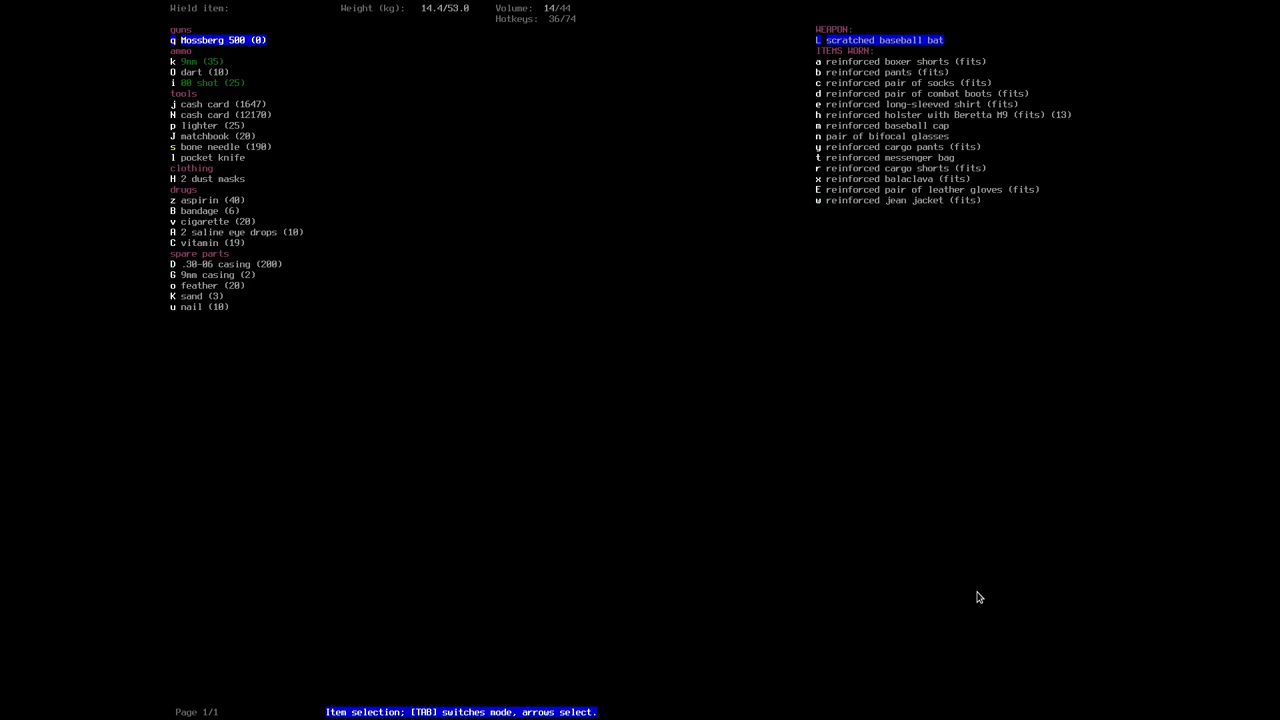 Wield item: Weight (kg): 14.4/53.0 Volume: 14/44
Hotkeys: 36/74
guns
q Mossberg 500 (0)
ammo
k 9mm (35)
O dart (10)
i 00 shot (25)
tools
j cash card (1647)
N cash card (12170)
p lighter (25)
J matchbook (20)
s bone needle (190)
l pocket knife
clothing
H 2 dust masks
drugs
z aspirin (40)
B bandage (6)
v cigarette (20)
A 2 saline eye drops (10)
C vitamin (19)
spare parts
D .30-06 casing (200)
G 9mm casing (2)
o feather (20)
K sand (3)
u nail (10)
WEAPON:
L scratched baseball bat
ITEMS WORN:
a reinforced boxer shorts (fits)
b reinforced pants (fits)
c reinforced pair of socks (fits)
d reinforced pair of combat boots (fits)
e reinforced long-sleeved shirt (fits)
h reinforced holster with Beretta M9 (fits) (13)
m reinforced baseball cap
n pair of bifocal glasses
y reinforced cargo pants (fits)
t reinforced messenger bag
r reinforced cargo shorts (fits)
x reinforced balaclava (fits)
E reinforced pair of leather gloves (fits)
w reinforced jean jacket (fits)
Page 1/1 Item selection; [TAB] switches mode, arrows select.